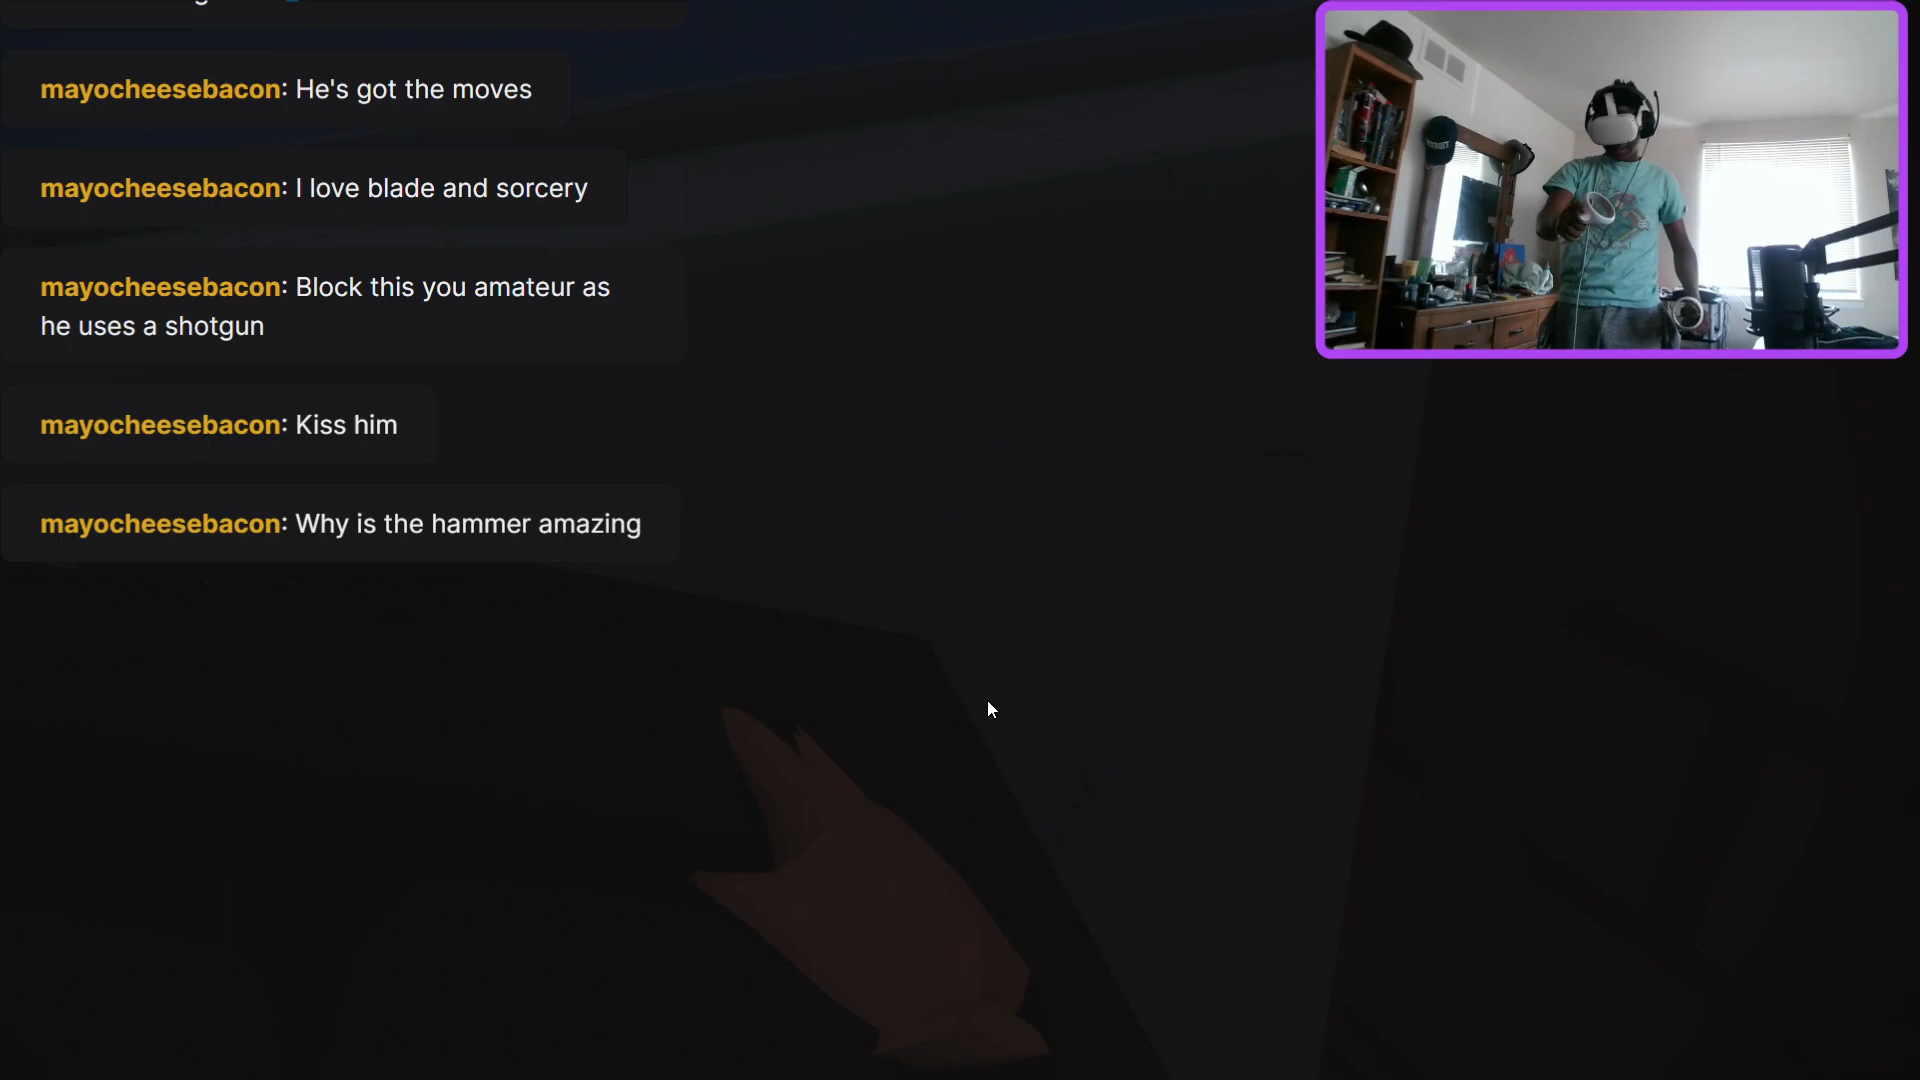 mayocheesebacon: He's got the moves
mayocheesebacon: I love blade and sorcery
mayocheesebacon: Block this you amateur as
he uses a shotgun
mayocheesebacon: Kiss him
mayocheesebacon: Why is the hammer amazing
DETROIT